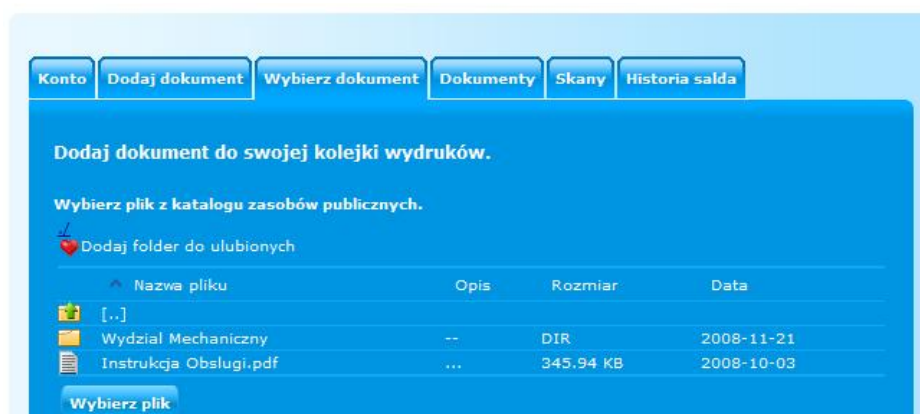 Konto Dodaj dokument Wybierz dokument Dokumenty Skany Historia salda
Dodaj dokument do swojej kolejki wydruków.
Wybierz plik z katalogu zasobów publicznych.
./
Dodaj folder do ulubionych
Nazwa pliku Opis Rozmiar Data
[..]
Wydzial Mechaniczny -- DIR 2008-11-21
Instrukcja Obslugi.pdf ... 345.94 KB 2008-10-03
Wybierz plik